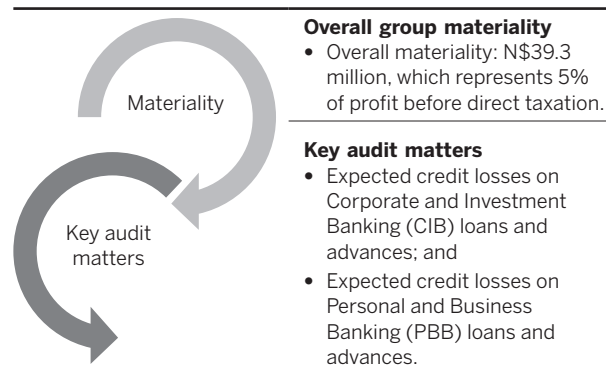 Materiality
Overall group materiality
• Overall materiality: N$39.3
million, which represents 5%
of profit before direct taxation.
Key audit
matters
Key audit matters
• Expected credit losses on
Corporate and Investment
Banking (CIB) loans and
advances; and
• Expected credit losses on
Personal and Business
Banking (PBB) loans and
advances.